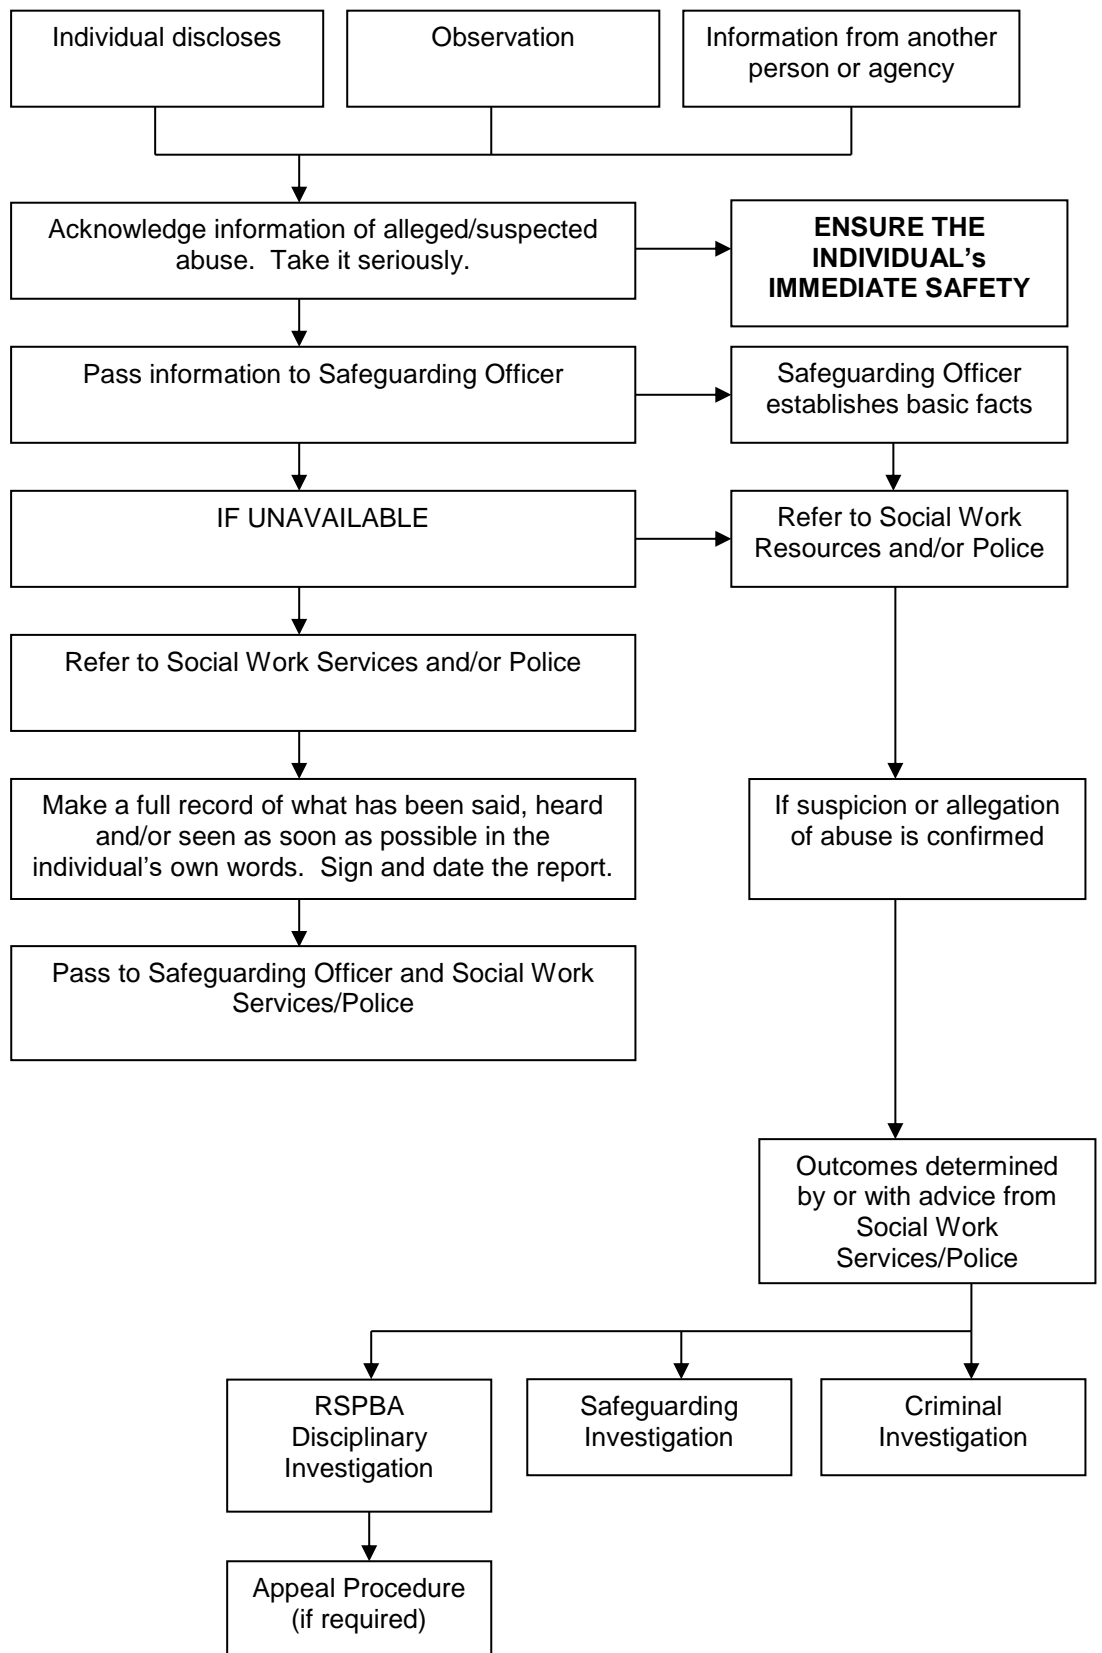 Individual discloses
Observation
Information from another
person or agency
Acknowledge information of alleged/suspected
abuse.  Take it seriously.
ENSURE THE
INDIVIDUAL's
IMMEDIATE SAFETY
Pass information to Safeguarding Officer
Safeguarding Officer
establishes basic facts
IF UNAVAILABLE
Refer to Social Work
Resources and/or Police
Refer to Social Work Services and/or Police
Make a full record of what has been said, heard
and/or seen as soon as possible in the
individual's own words.  Sign and date the report.
If suspicion or allegation
of abuse is confirmed
Pass to Safeguarding Officer and Social Work
Services/Police
Outcomes determined
by or with advice from
Social Work
Services/Police
RSPBA
Disciplinary
Investigation
Safeguarding
Investigation
Criminal
Investigation
Appeal Procedure
(if required)